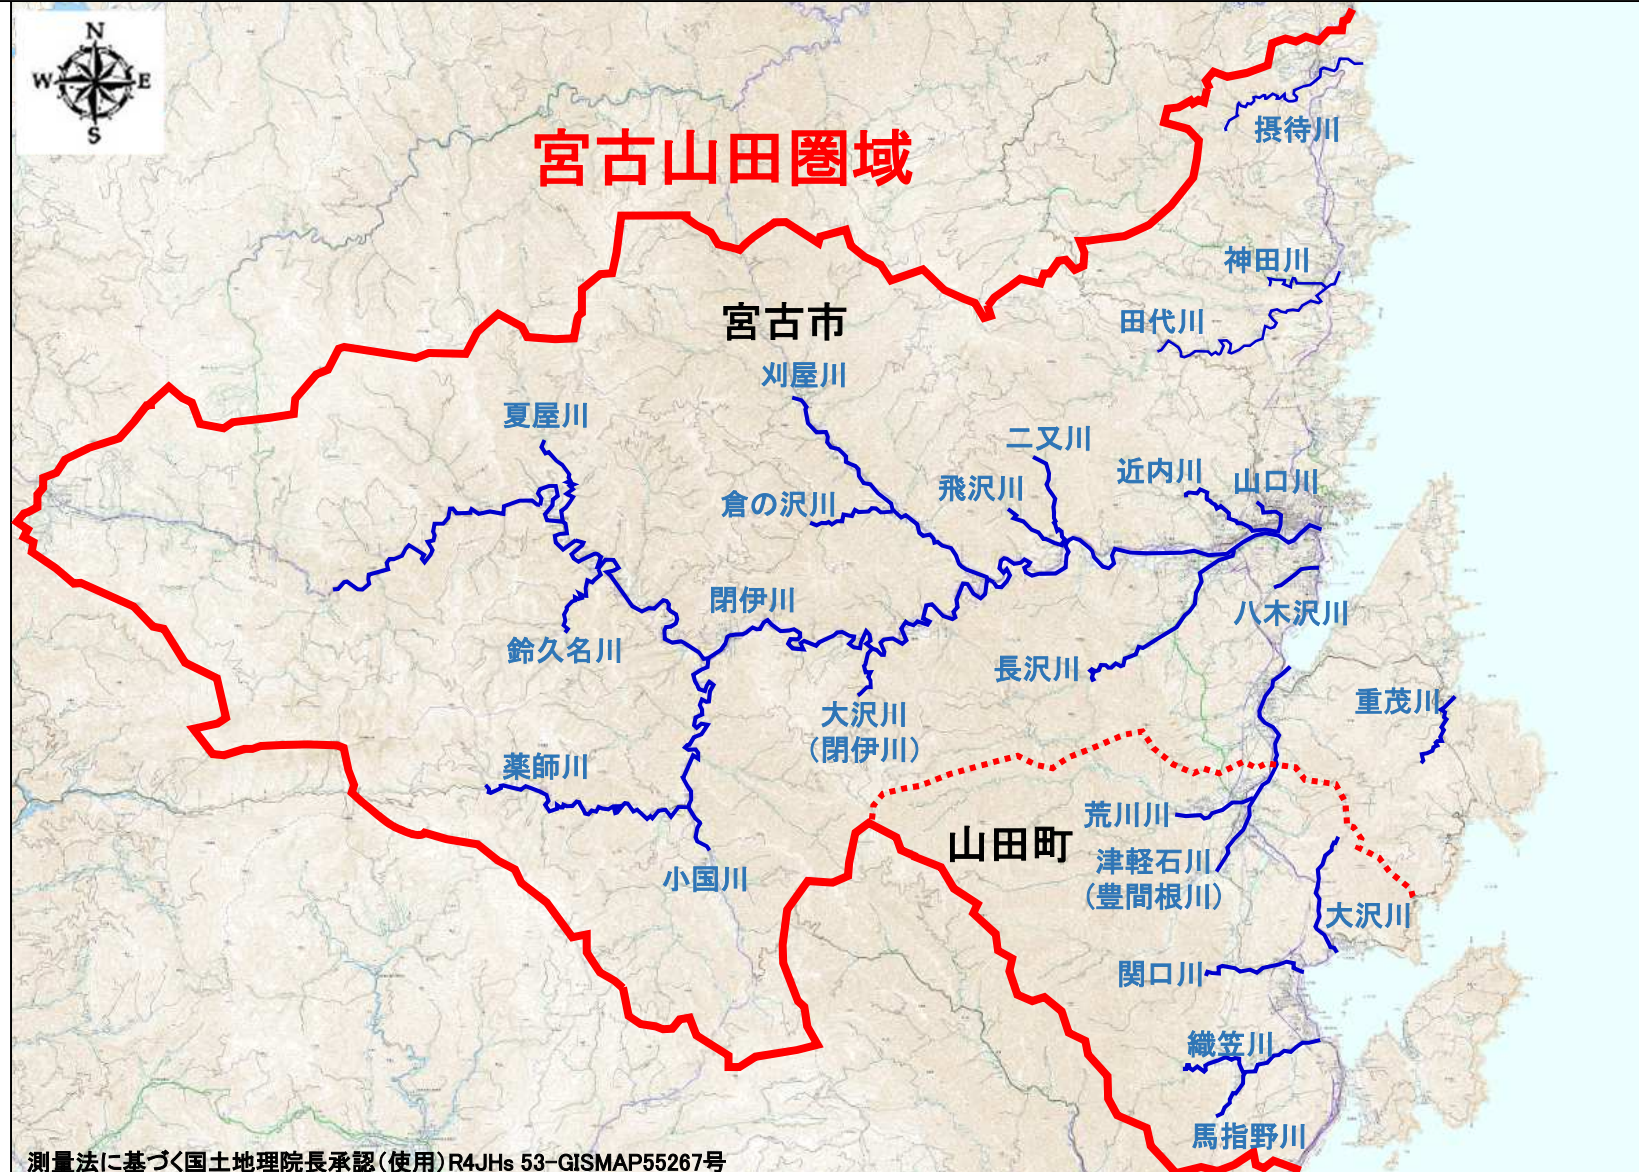 N
W E
S
宮古山田圏域
摂待川
神田川
田代川
宮古市
刈屋川
夏屋川
二又川
近内川
山口川
飛沢川
倉の沢川
閉伊川
八木沢川
鈴久名川
長沢川
重茂川
大沢川
（閉伊川）
薬師川
荒川川
山田町
津軽石川
（豊間根川）
小国川
大沢川
関口川
織笠川
馬指野川
測量法に基づく国土地理院長承認（使用）R4JHs 53-GISMAP55267号